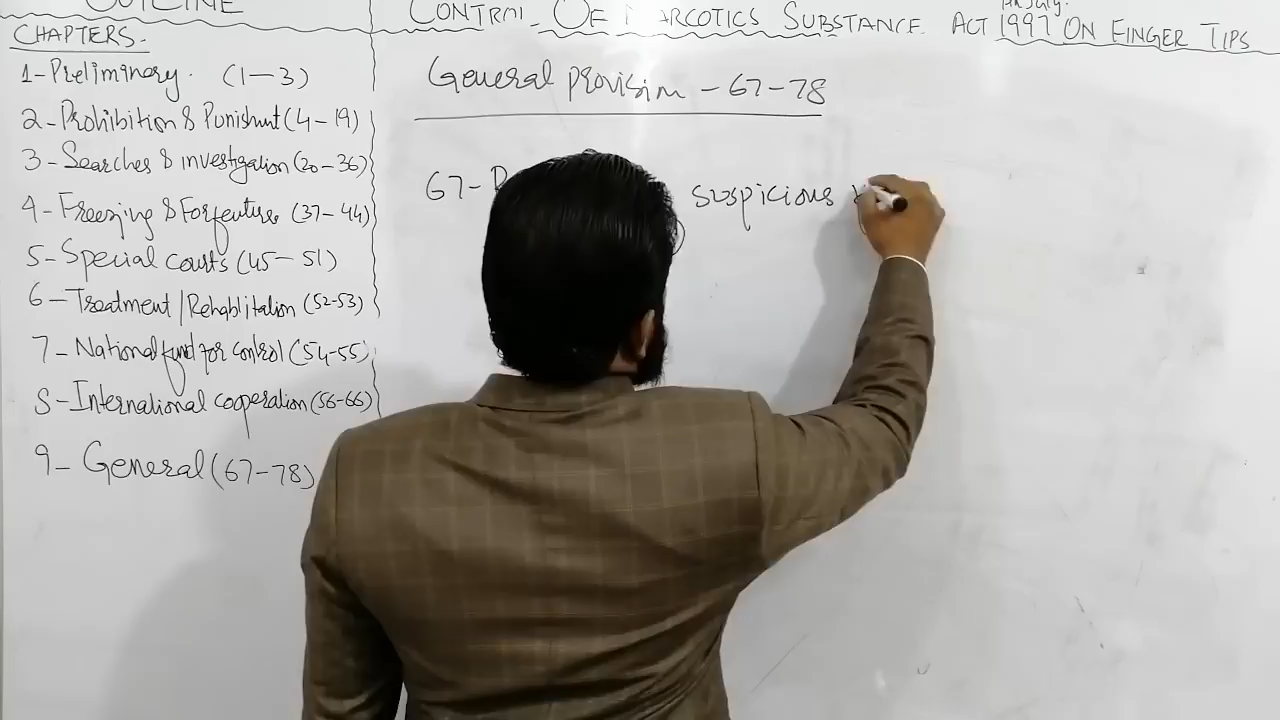 OUTLINE
CHAPTERS-
1-Preliminary. (1-3)
2-Prohibition & Punishmt (4-19)
3-Searches & investigation (20-36)
4-Freezing & Forfeiture (37-44)
5-Special courts (45-51)
6-Treatment/Rehablitation (52-53)
7-National fund for control (54-55)
8-International cooperation (56-66)
9-General (67-78)
July
CONTROL OF NARCOTICS SUBSTANCE ACT 1997 ON FINGER TIPS
General provision - 67-78
67- suspicious